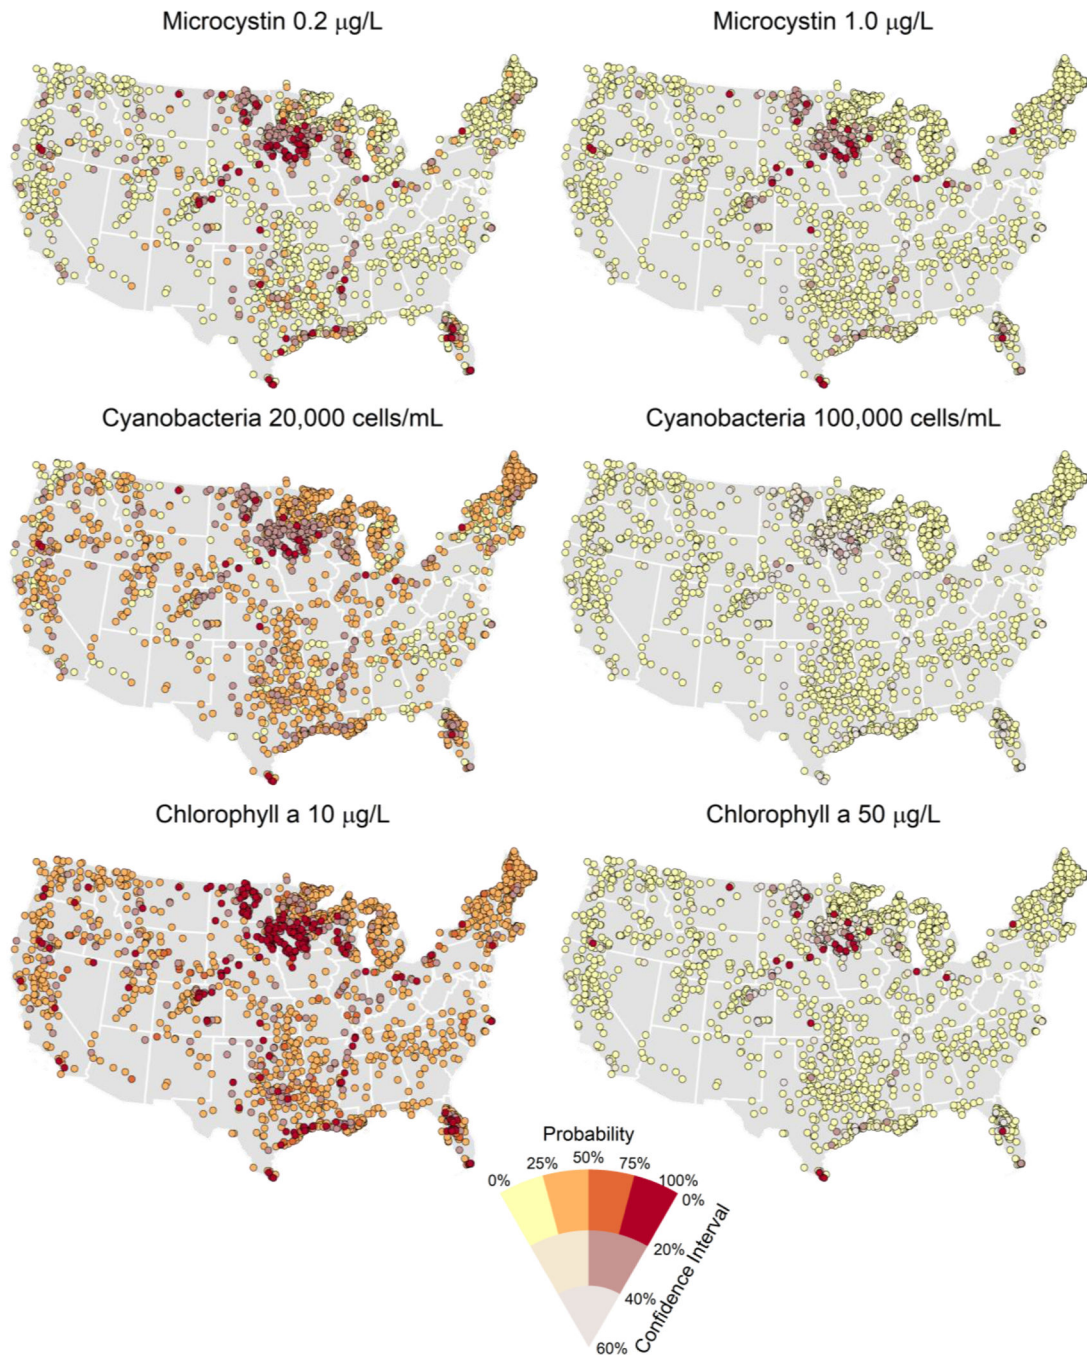 Microcystin 0.2 μg/L
Microcystin 1.0 μg/L
Cyanobacteria 20,000 cells/mL
Cyanobacteria 100,000 cells/mL
Chlorophyll a 10 μg/L
Chlorophyll a 50 μg/L
Probability
0% 25% 50% 75% 100%
0%
20%
40%
60%
Confidence Interval